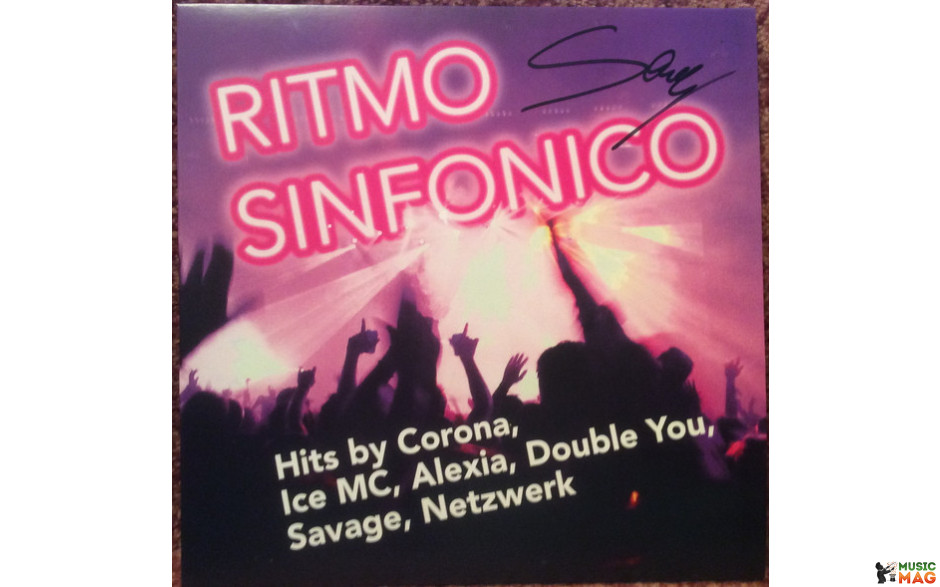 RITMO
SINFONICO
Hits by Corona,
Ice MC, Alexia, Double You,
Savage, Netzwerk
MUSIC
MAG